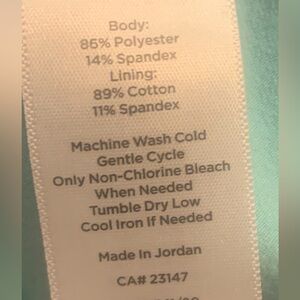 Body:
86% Polyester
14% Spandex
Lining:
89% Cotton
11% Spandex
Machine Wash Cold
Gentle Cycle
Only Non-Chlorine Bleach
When Needed
Tumble Dry Low
Cool Iron If Needed
Made In Jordan
CA# 23147